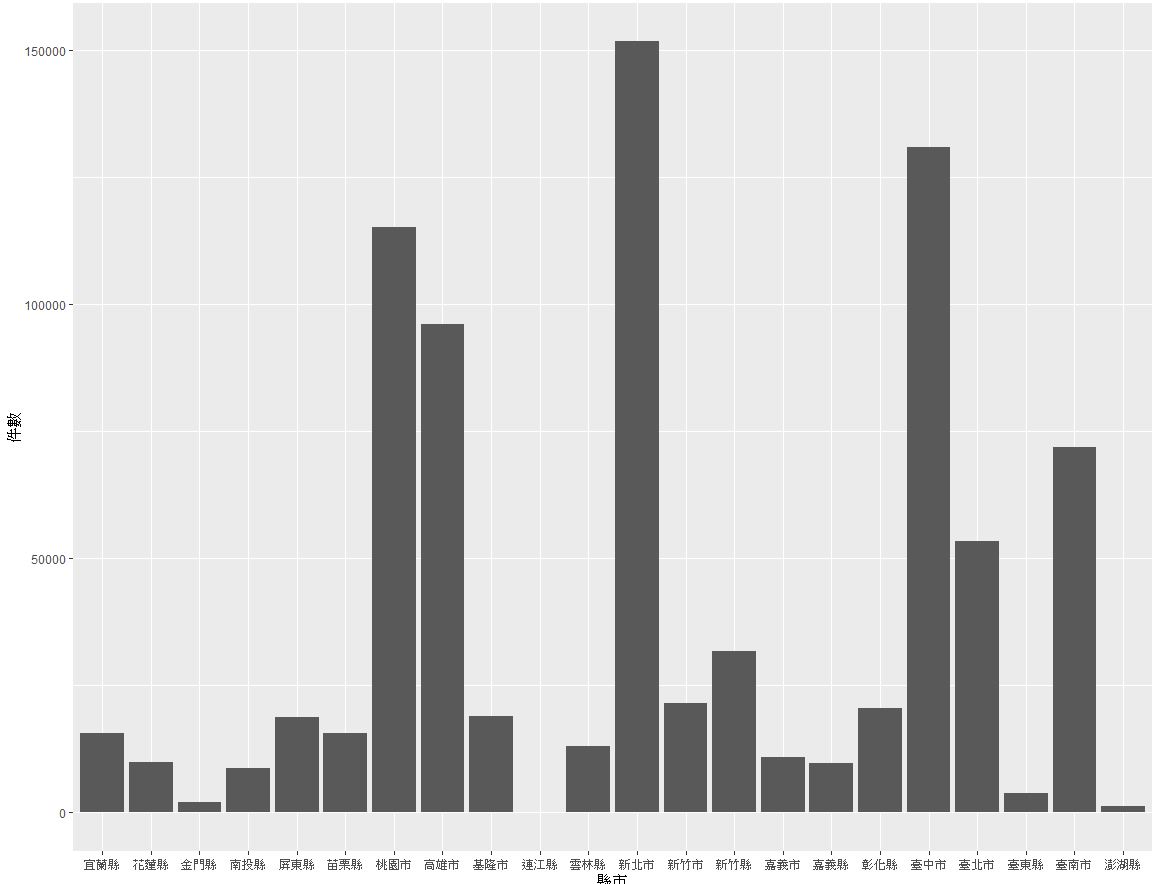 150000
100000
50000
0
件數
宜蘭縣 花蓮縣 金門縣 南投縣 屏東縣 苗栗縣 桃園市 高雄市 基隆市 連江縣 雲林縣 新北市 新竹市 新竹縣 嘉義市 嘉義縣 彰化縣 臺中市 臺北市 臺東縣 臺南市 澎湖縣
縣市